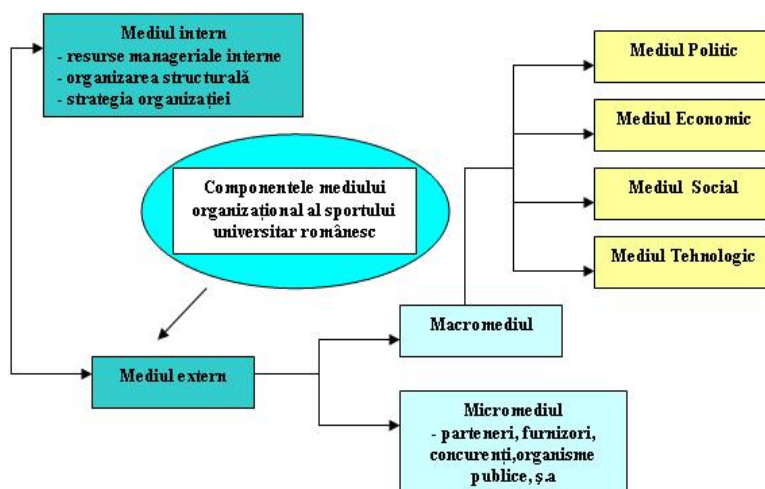 Mediul intern
- resurse manageriale interne
- organizarea structurală
- strategia organizației
Componentele mediului
organizațional al sportului
universitar românesc
Mediul extern
Macromediul
Micromediul
- parteneri, furnizori,
concurenți,organisme
publice, ș.a
Mediul Politic
Mediul Economic
Mediul Social
Mediul Tehnologic